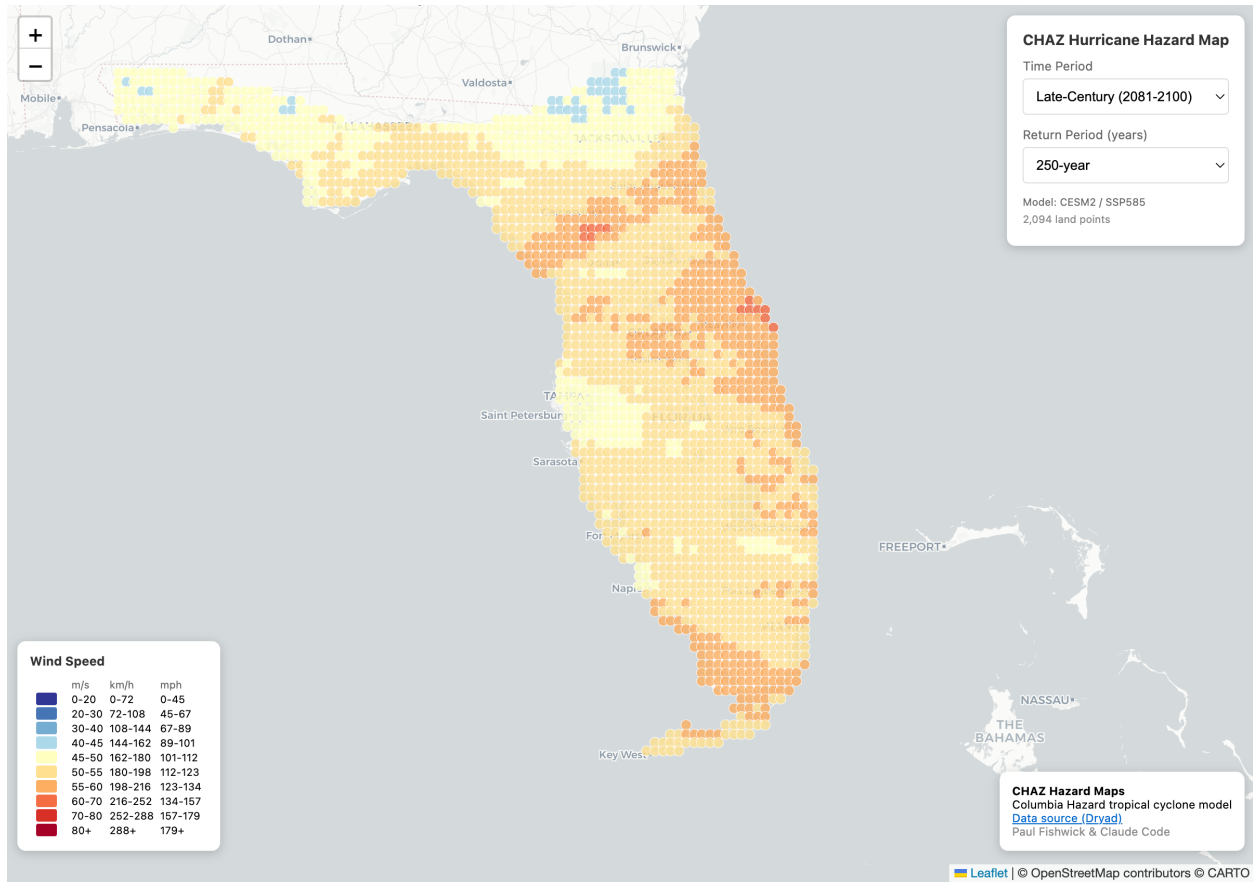 +
−
Dothan
Brunswick
Valdosta
Mobile
Pensacola
TALLAHASSEE
JACKSONVILLE
TAMPA
Saint Petersburg
FLORIDA
Sarasota
For
Naples
Key West
FREEPORT
NASSAU
THE
BAHAMAS
CHAZ Hurricane Hazard Map
Time Period
Late-Century (2081-2100)
Return Period (years)
250-year
Model: CESM2 / SSP585
2,094 land points
Wind Speed
m/s km/h mph
0-20 0-72 0-45
20-30 72-108 45-67
30-40 108-144 67-89
40-45 144-162 89-101
45-50 162-180 101-112
50-55 180-198 112-123
55-60 198-216 123-134
60-70 216-252 134-157
70-80 252-288 157-179
80+ 288+ 179+
CHAZ Hazard Maps
Columbia Hazard tropical cyclone model
Data source (Dryad)
Paul Fishwick & Claude Code
Leaflet | © OpenStreetMap contributors © CARTO